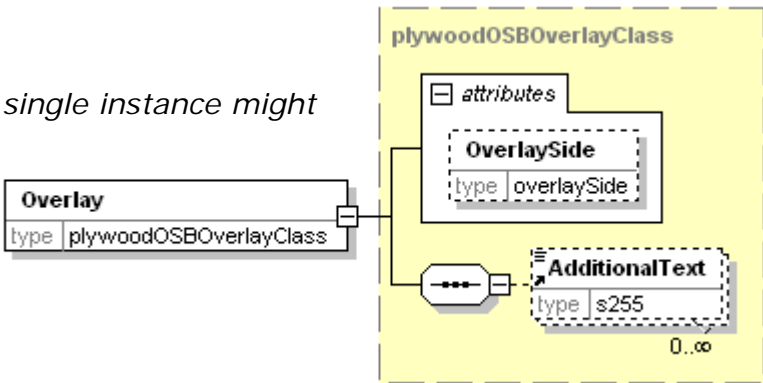 plywoodOSBOverlayClass
attributes
single instance might
OverlaySide
type overlaySide
Overlay
type plywoodOSBOverlayClass
AdditionalText
type s255
0..∞